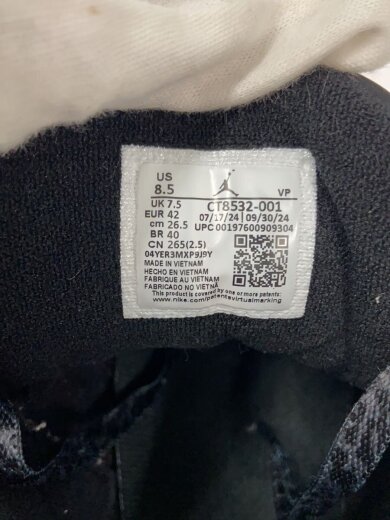 US
8.5
VP
UK 7.5
CT8532-001
EUR 42
07/17/24 09/30/24
cm 26.5
UPC 00197600909304
BR 40
CN 265(2.5)
04YER3MXP9J9Y
MADE IN VIETNAM
HECHO EN VIETNAM
FABRIQUE AU VIETNAM
FABRICADO NO VIETNÃ
This product is covered by one or more patents:
www.nike.com/patentsvirtualmarking